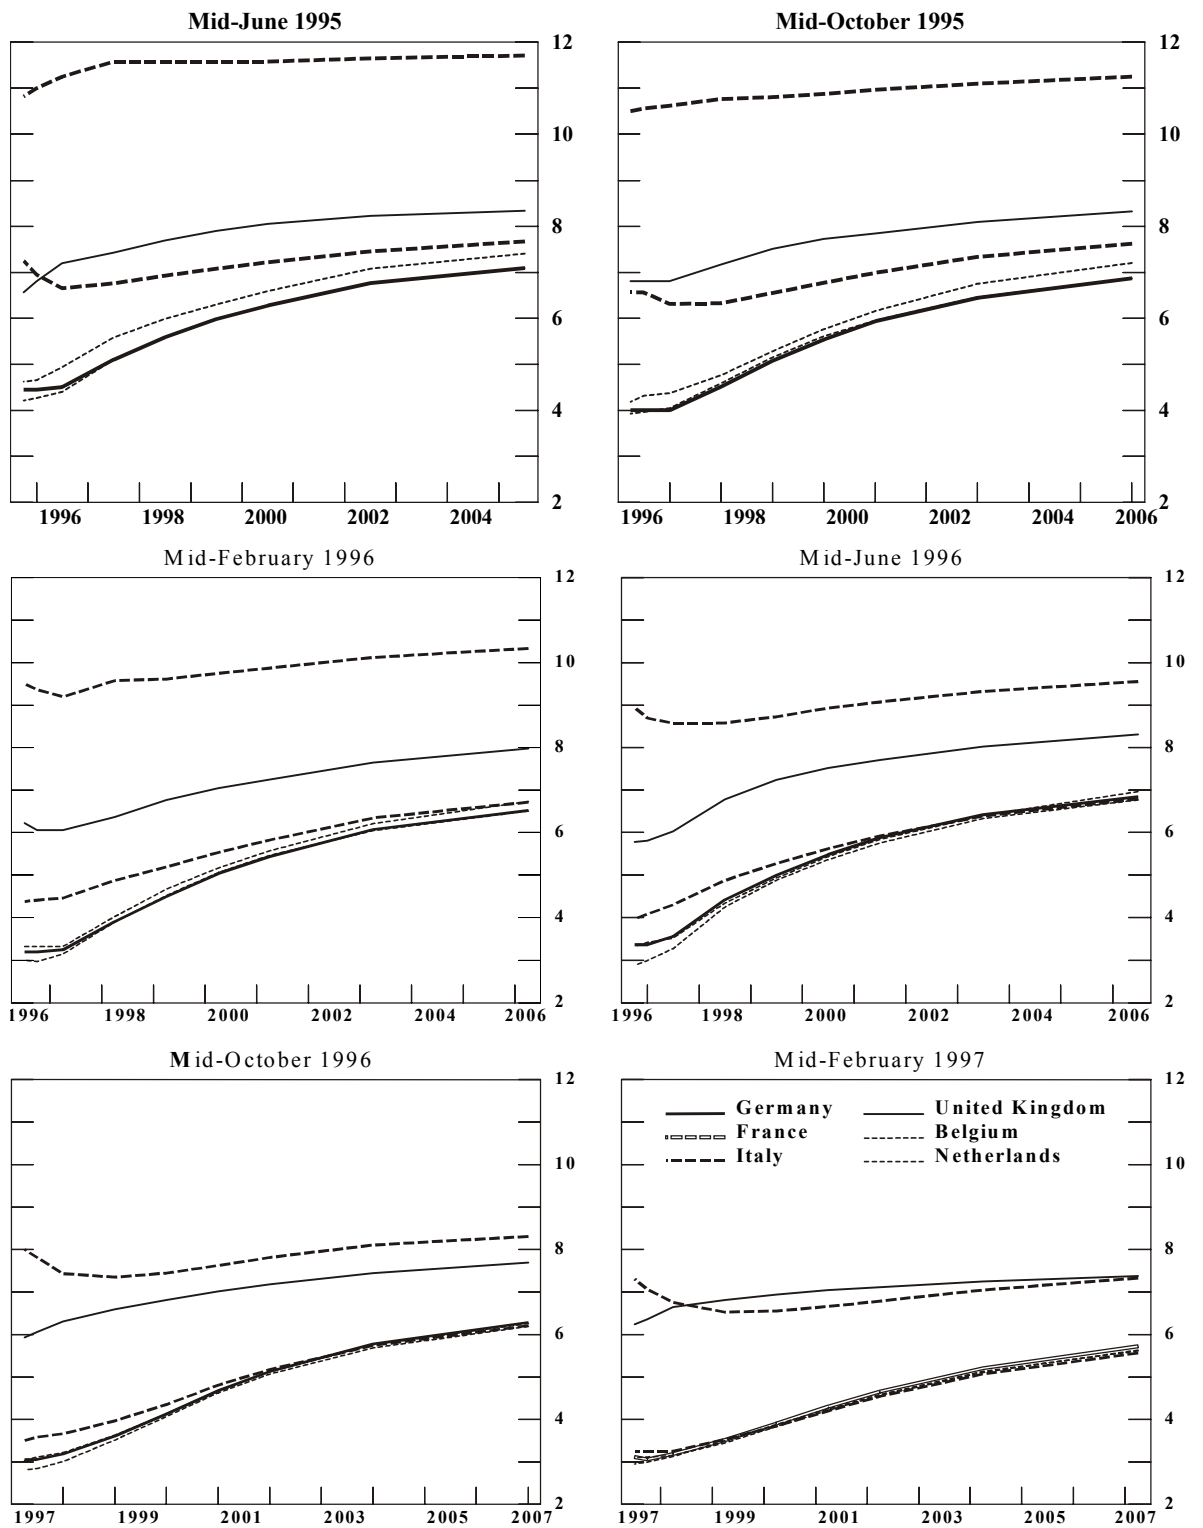 Mid-June 1995
Mid-October 1995
12
10
8
6
4
2
1996 1998 2000 2002 2004
12
10
8
6
4
2
1996 1998 2000 2002 2004 2006
Mid-February 1996
Mid-June 1996
12
10
8
6
4
2
1996 1998 2000 2002 2004 2006
12
10
8
6
4
2
1996 1998 2000 2002 2004 2006
Mid-October 1996
Mid-February 1997
12
10
8
6
4
2
1997 1999 2001 2003 2005 2007
Germany United Kingdom
France Belgium
Italy Netherlands
12
10
8
6
4
2
1997 1999 2001 2003 2005 2007